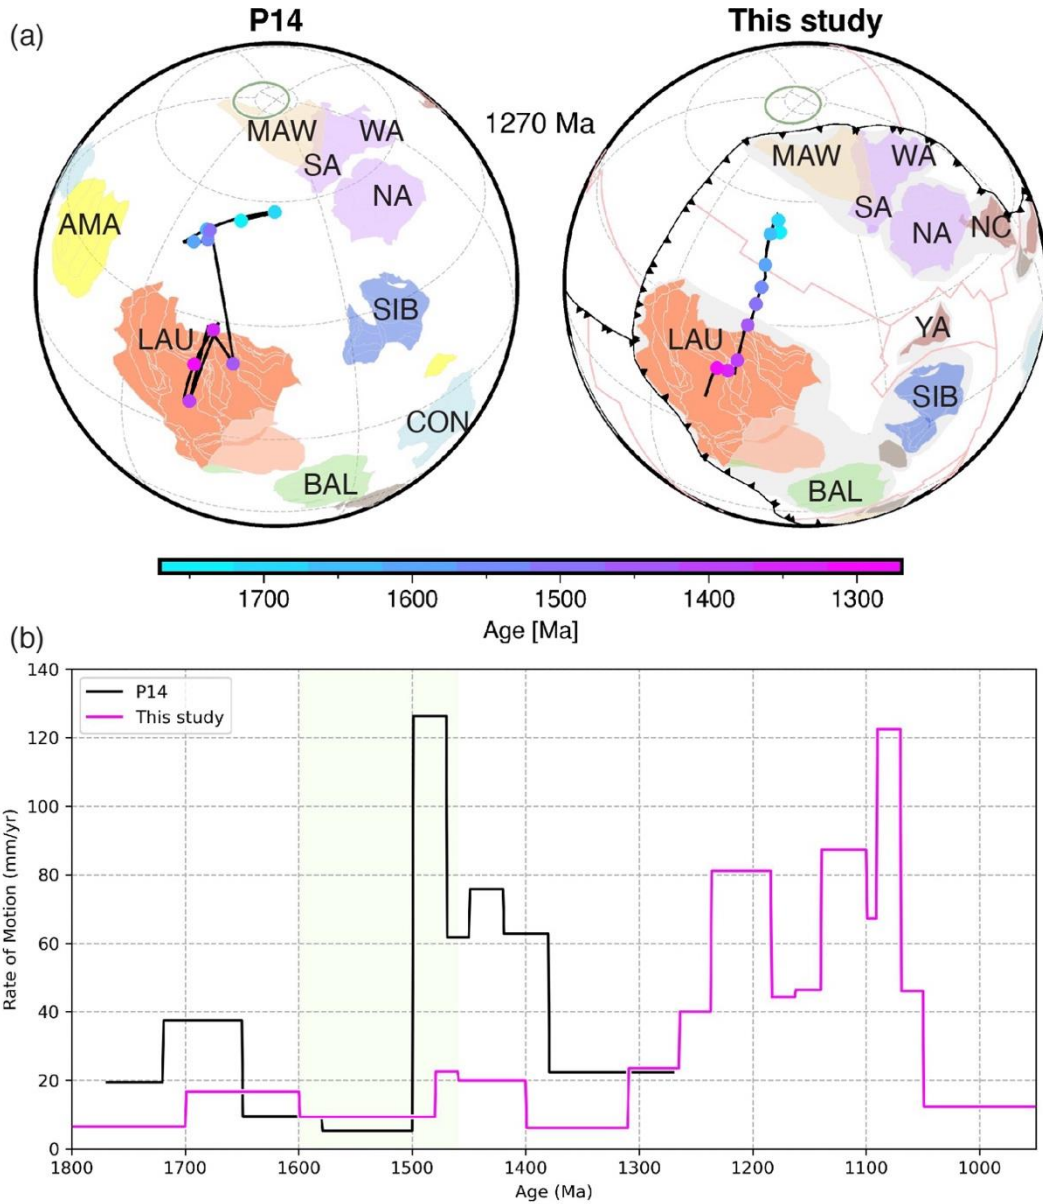 (a)
P14
This study
1270 Ma
MAW
WA
SA
NA
AMA
LAU
SIB
CON
BAL
MAW
WA
SA
NA
NC
YA
LAU
SIB
BAL
1700 1600 1500 1400 1300
Age [Ma]
(b)
P14
This study
140
120
100
80
60
40
20
0
Rate of Motion (mm/yr)
1800 1700 1600 1500 1400 1300 1200 1100 1000
Age (Ma)